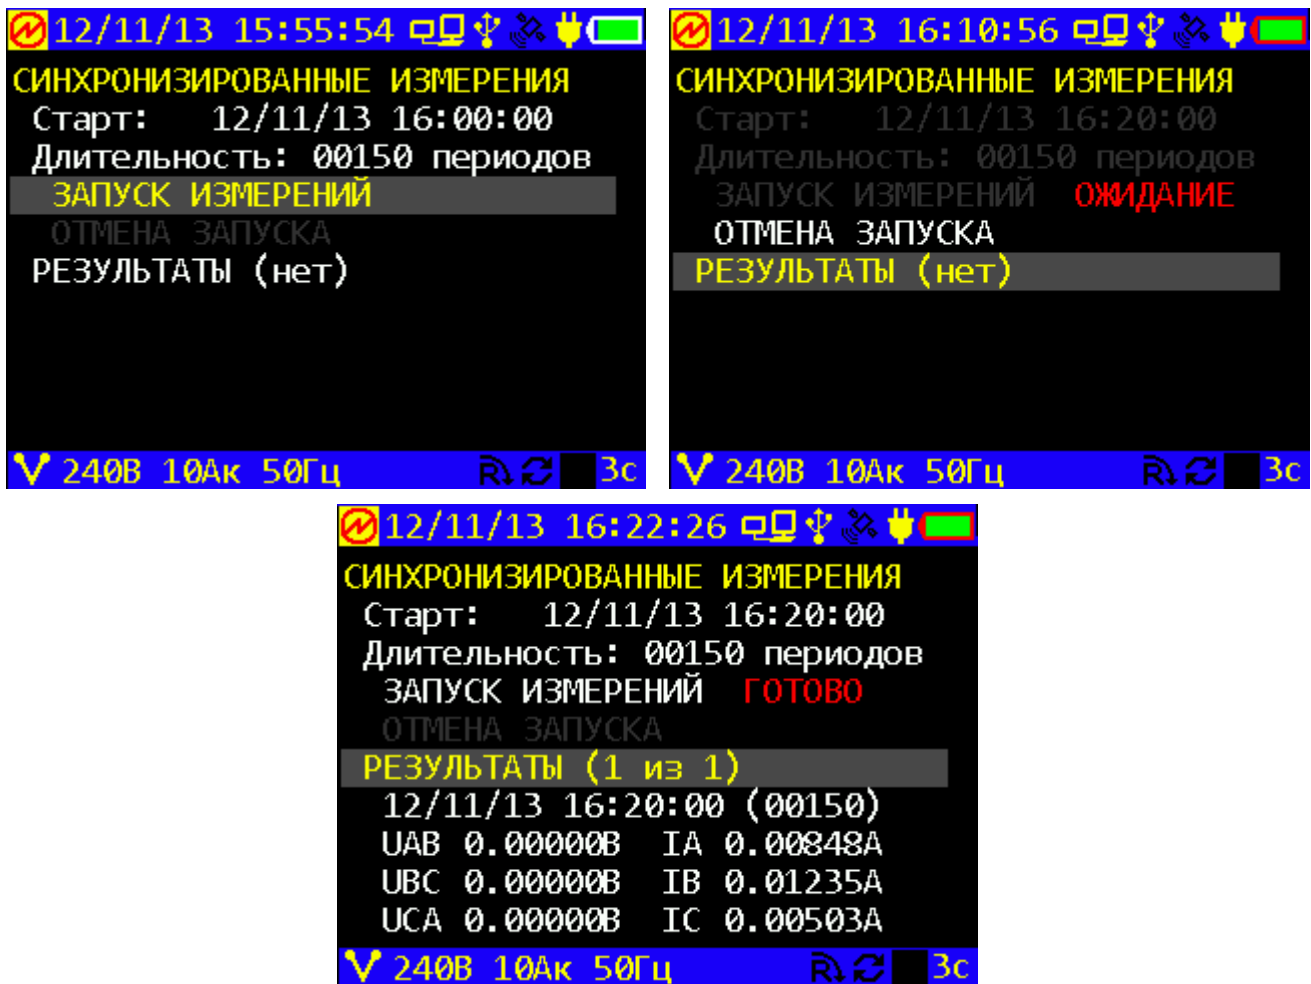 12/11/13 15:55:54
СИНХРОНИЗИРОВАННЫЕ ИЗМЕРЕНИЯ
Старт: 12/11/13 16:00:00
Длительность: 00150 периодов
ЗАПУСК ИЗМЕРЕНИЙ
ОТМЕНА ЗАПУСКА
РЕЗУЛЬТАТЫ (нет)
240В 10Ак 50Гц R 3с
12/11/13 16:10:56
СИНХРОНИЗИРОВАННЫЕ ИЗМЕРЕНИЯ
Старт: 12/11/13 16:20:00
Длительность: 00150 периодов
ЗАПУСК ИЗМЕРЕНИЙ ОЖИДАНИЕ
ОТМЕНА ЗАПУСКА
РЕЗУЛЬТАТЫ (нет)
240В 10Ак 50Гц R 3с
12/11/13 16:22:26
СИНХРОНИЗИРОВАННЫЕ ИЗМЕРЕНИЯ
Старт: 12/11/13 16:20:00
Длительность: 00150 периодов
ЗАПУСК ИЗМЕРЕНИЙ ГОТОВО
ОТМЕНА ЗАПУСКА
РЕЗУЛЬТАТЫ (1 из 1)
12/11/13 16:20:00 (00150)
UAB 0.00000В IA 0.00848А
UBC 0.00000В IB 0.01235А
UCA 0.00000В IC 0.00503А
240В 10Ак 50Гц R 3с